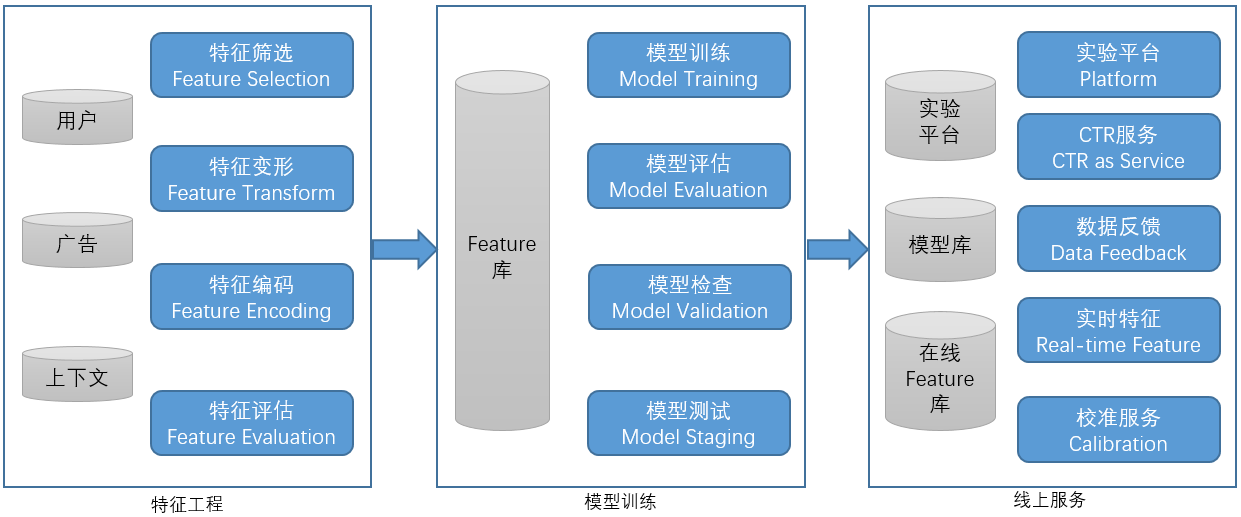 用户
广告
上下文
特征筛选
Feature Selection
特征变形
Feature Transform
特征编码
Feature Encoding
特征评估
Feature Evaluation
特征工程
Feature
库
模型训练
Model Training
模型评估
Model Evaluation
模型检查
Model Validation
模型测试
Model Staging
模型训练
实验
平台
模型库
在线
Feature
库
实验平台
Platform
CTR服务
CTR as Service
数据反馈
Data Feedback
实时特征
Real-time Feature
校准服务
Calibration
线上服务